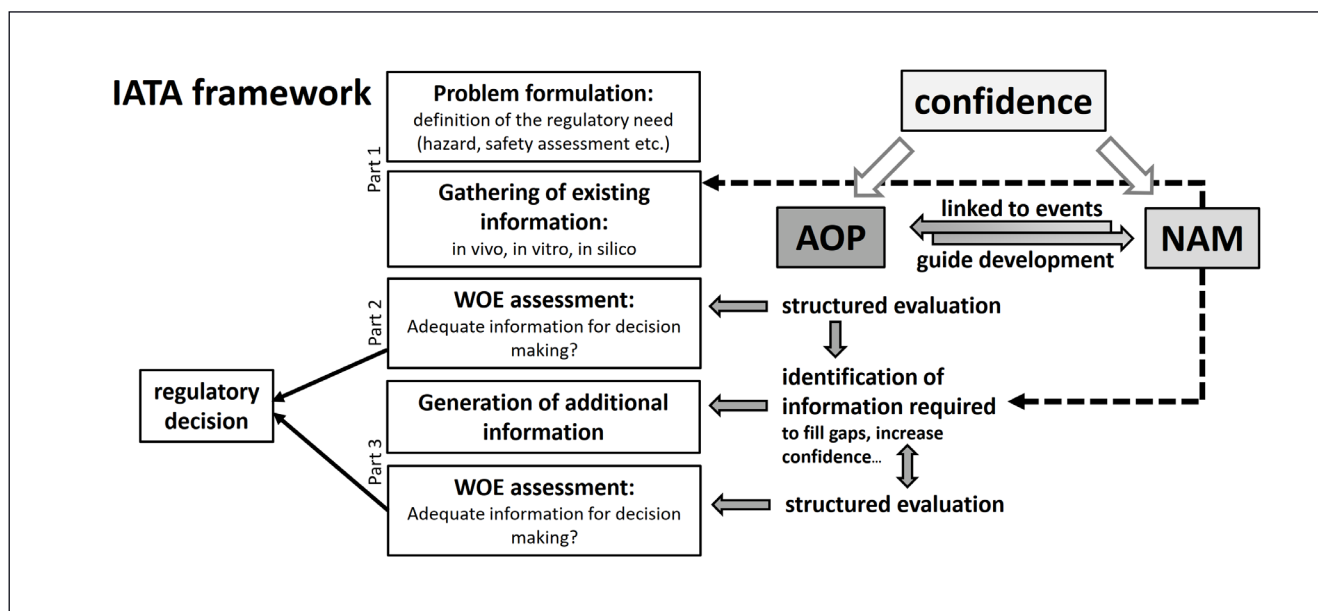 IATA framework
Part 1
Problem formulation:
definition of the regulatory need
(hazard, safety assessment etc.)
Gathering of existing
information:
in vivo, in vitro, in silico
Part 2
WOE assessment:
Adequate information for decision
making?
regulatory
decision
Part 3
Generation of additional
information
WOE assessment:
Adequate information for decision
making?
confidence
AOP
linked to events
guide development
NAM
structured evaluation
identification of
information required
to fill gaps, increase
confidence...
structured evaluation